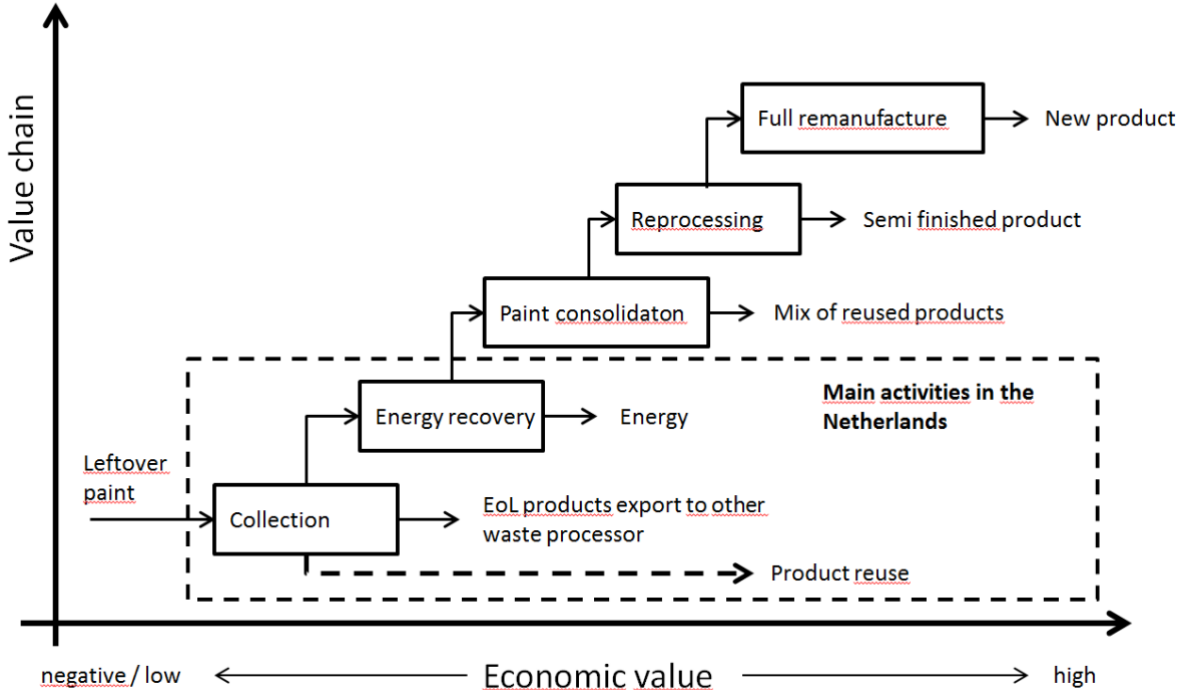 Value chain
Full remanufacture
New product
Reprocessing
Semi finished product
Paint consolidaton
Mix of reused products
Main activities in the
Netherlands
Energy recovery
Energy
Leftover
paint
Collection
EoL products export to other
waste processor
Product reuse
negative / low
Economic value
high